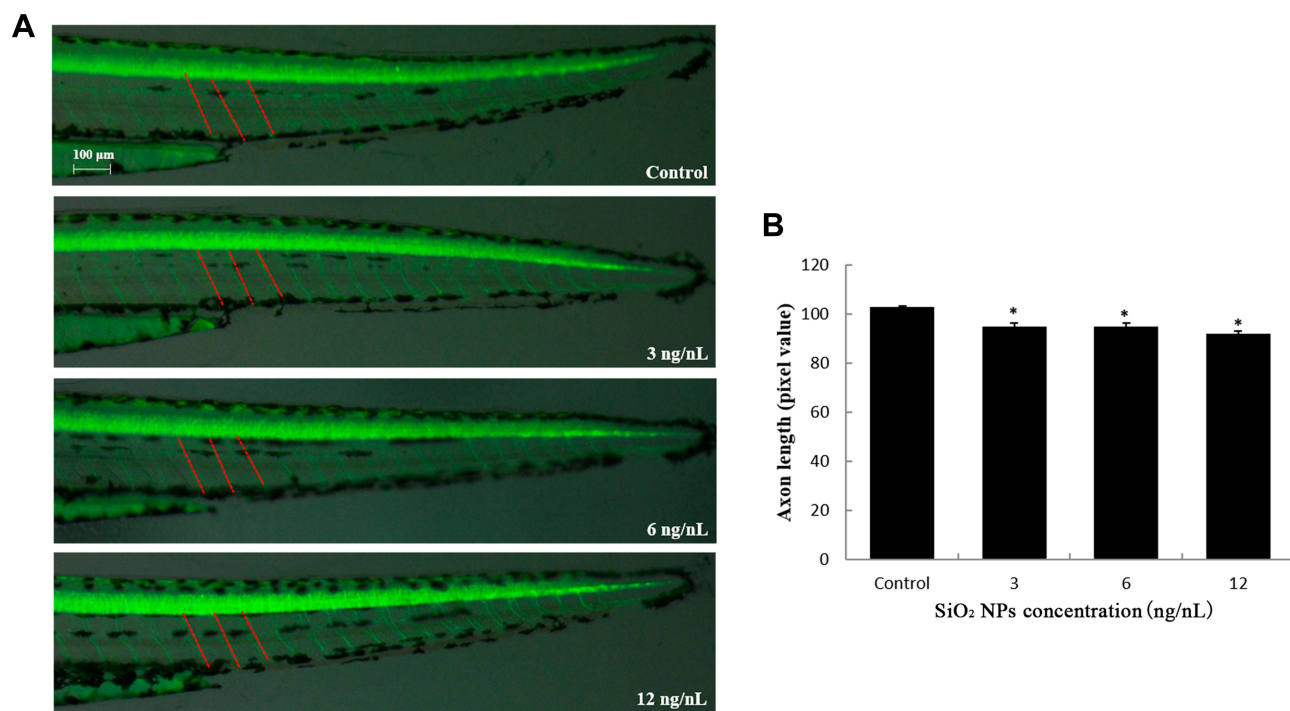 A
100 μm
Control
3 ng/nL
6 ng/nL
12 ng/nL
B
120
100
80
60
40
20
0
Axon length (pixel value)
*
*
*
Control
3
6
12
SiO₂ NPs concentration (ng/nL)